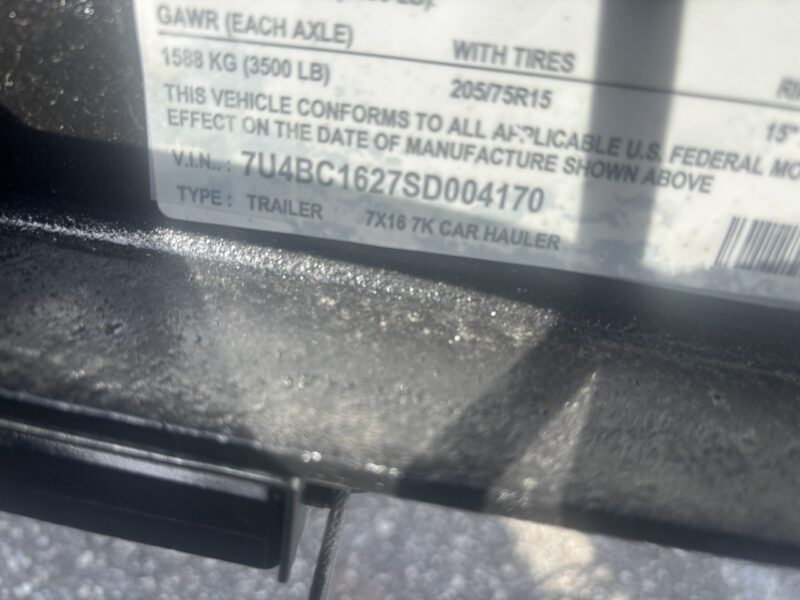 GAWR (EACH AXLE) WITH TIRES
1588 KG (3500 LB) 205/75R15 15"
THIS VEHICLE CONFORMS TO ALL APPLICABLE U.S. FEDERAL
EFFECT ON THE DATE OF MANUFACTURE SHOWN ABOVE
V.I.N.. : 7U4BC1627SD004170
TYPE : TRAILER 7X16 7K CAR HAULER